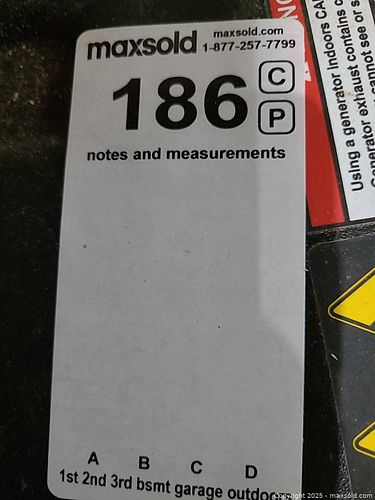 maxsold
maxsold.com
1-877-257-7799
186
C
P
notes and measurements
A B C D
1st 2nd 3rd bsmt garage outdoor
Using a generator indoors CA
Generator exhaust contains
cannot see or s
Copyright 2025 - maxsold.com